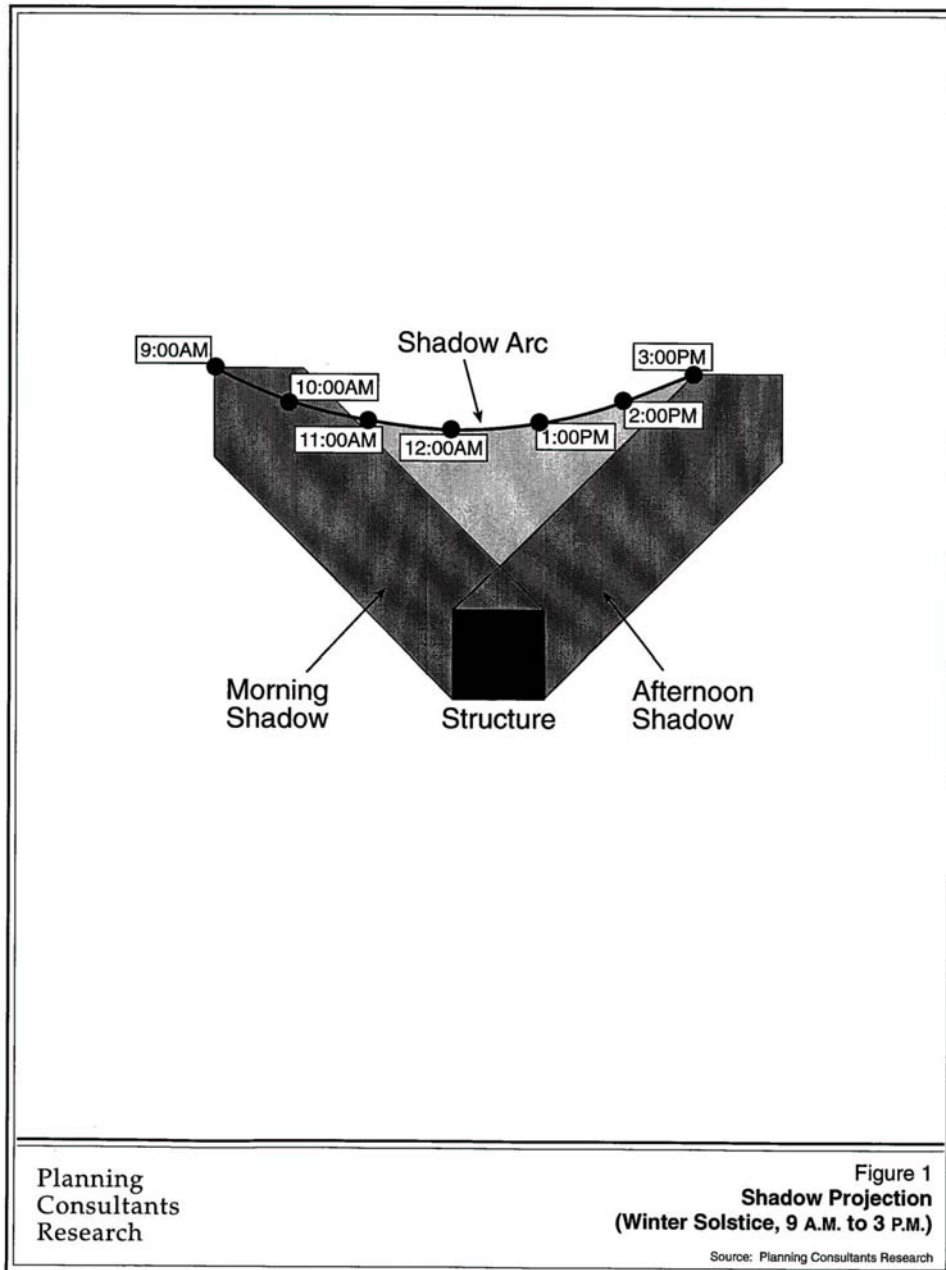 Shadow Arc
9:00AM
3:00PM
10:00AM
2:00PM
11:00AM
12:00AM
1:00PM
Morning
Shadow
Structure
Afternoon
Shadow
Planning
Consultants
Research
Figure 1
Shadow Projection
(Winter Solstice, 9 A.M. to 3 P.M.)
Source: Planning Consultants Research